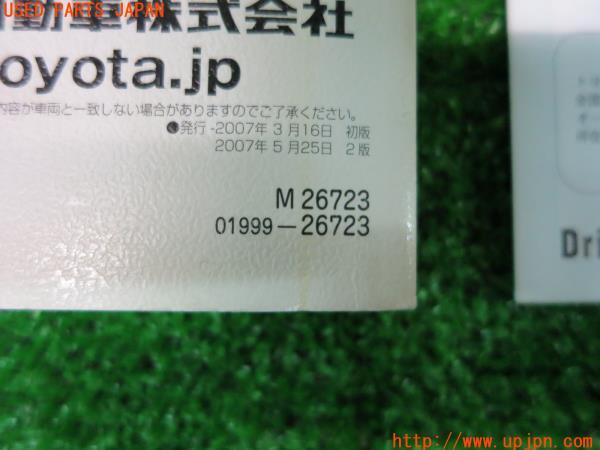 USED PARTS JAPAN
動車株式会社
toyota.jp
内容が車両と一致しない場合がありますのでご了承ください。
発行-2007年3月16日 初版
2007年5月25日 2版
M 26723
01999－26723
Dri
http://www.upjpn.com/